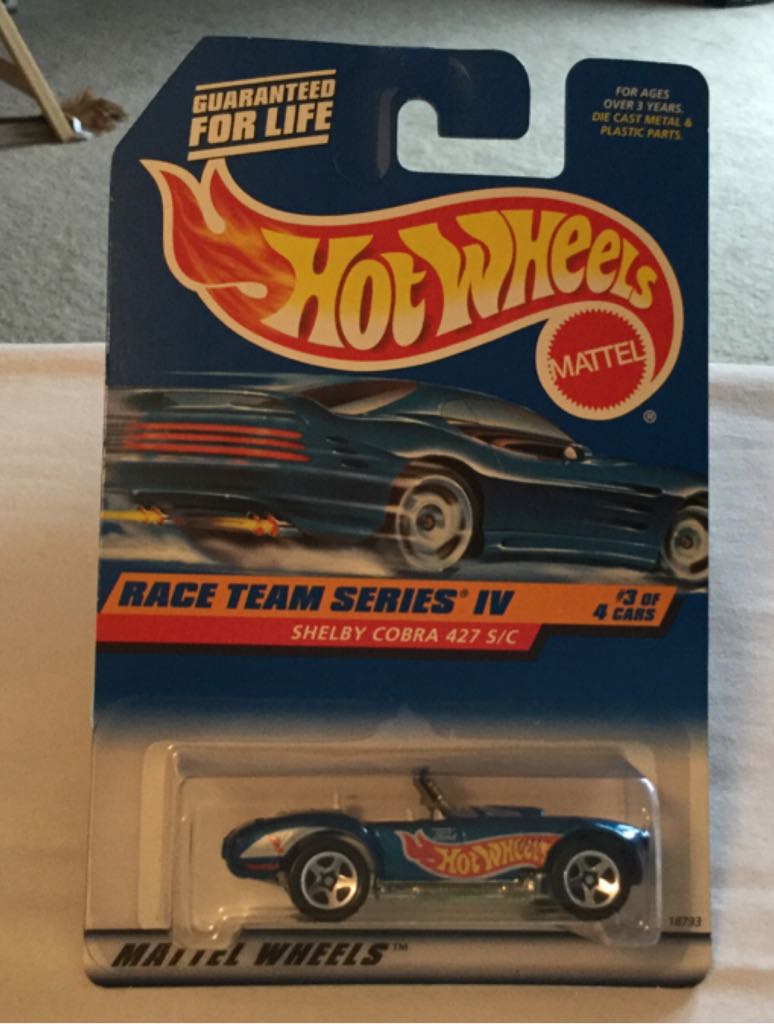 GUARANTEED
FOR LIFE
FOR AGES
OVER 3 YEARS.
DIE CAST METAL &
PLASTIC PARTS.
HOT WHEELS
MATTEL
®
RACE TEAM SERIES® IV
#3 OF
4 CARS
SHELBY COBRA 427 S/C
HOT WHEELS
18793
MATTEL WHEELS™